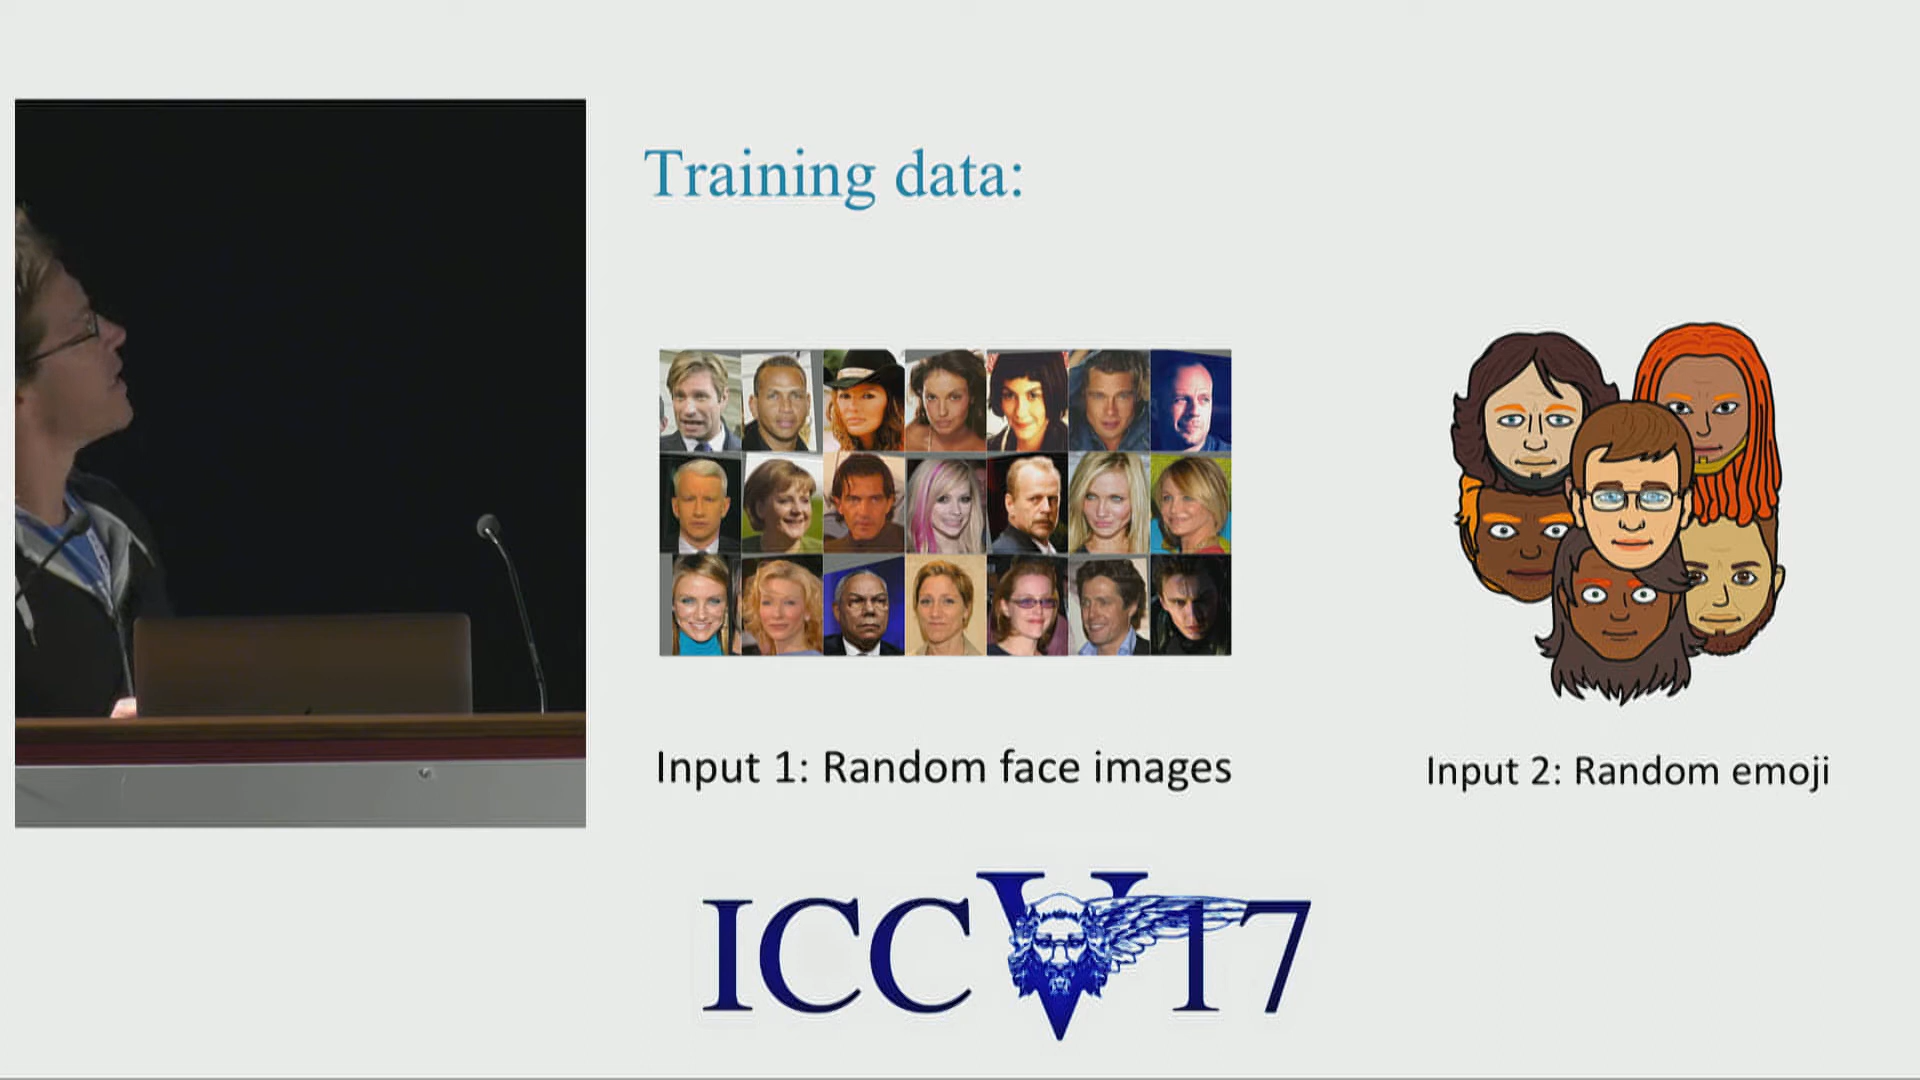 Training data:
Input 1: Random face images
Input 2: Random emoji
ICCV17